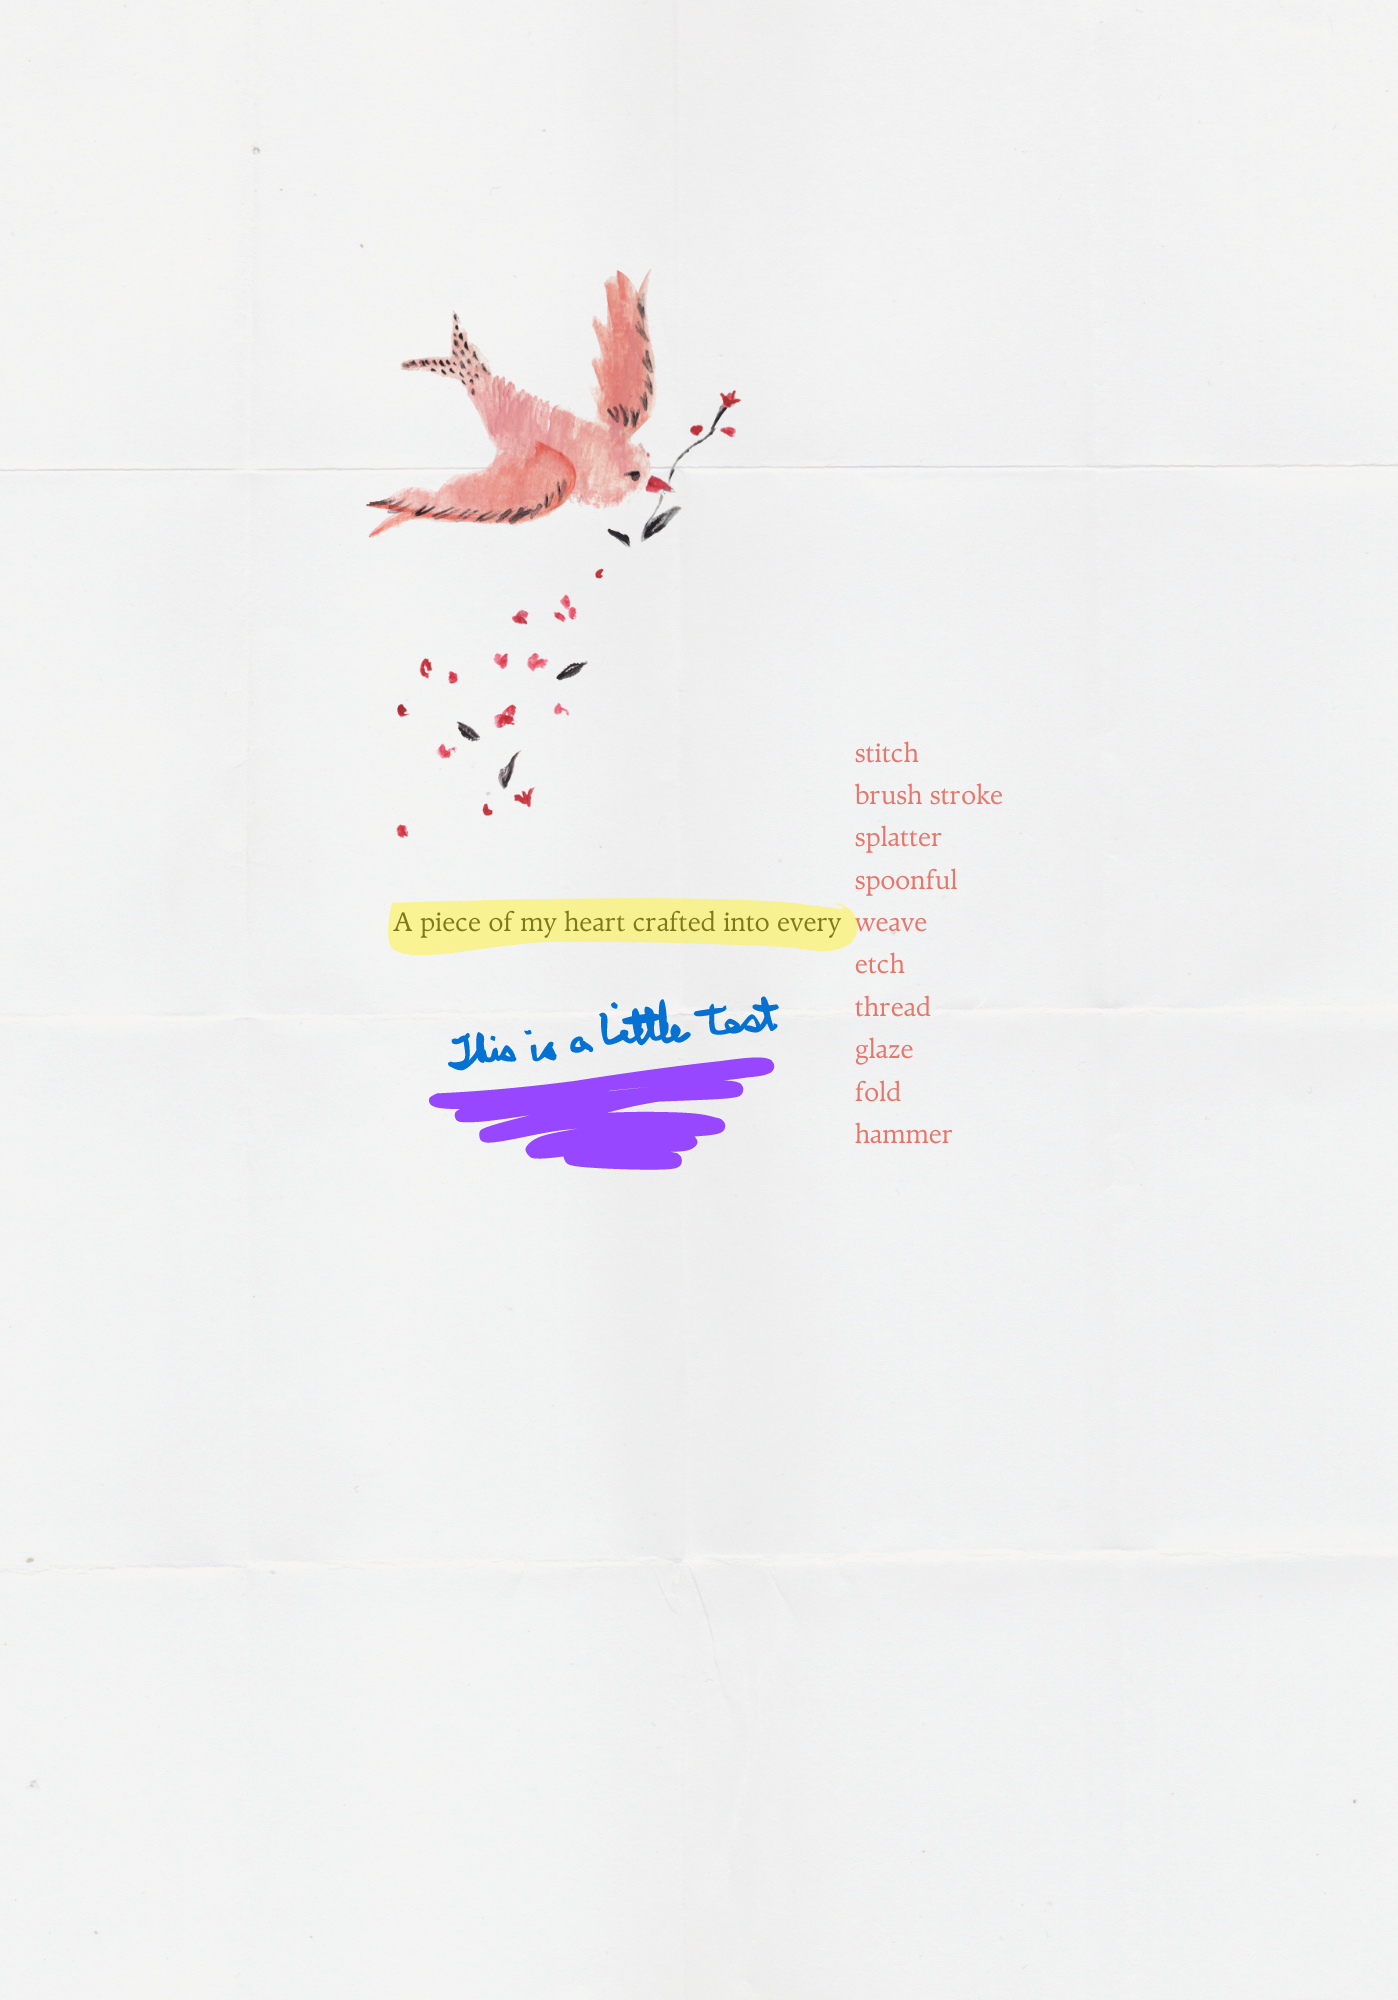 stitch
brush stroke
splatter
spoonful
A piece of my heart crafted into every weave
etch
thread
glaze
fold
hammer
This is a little test